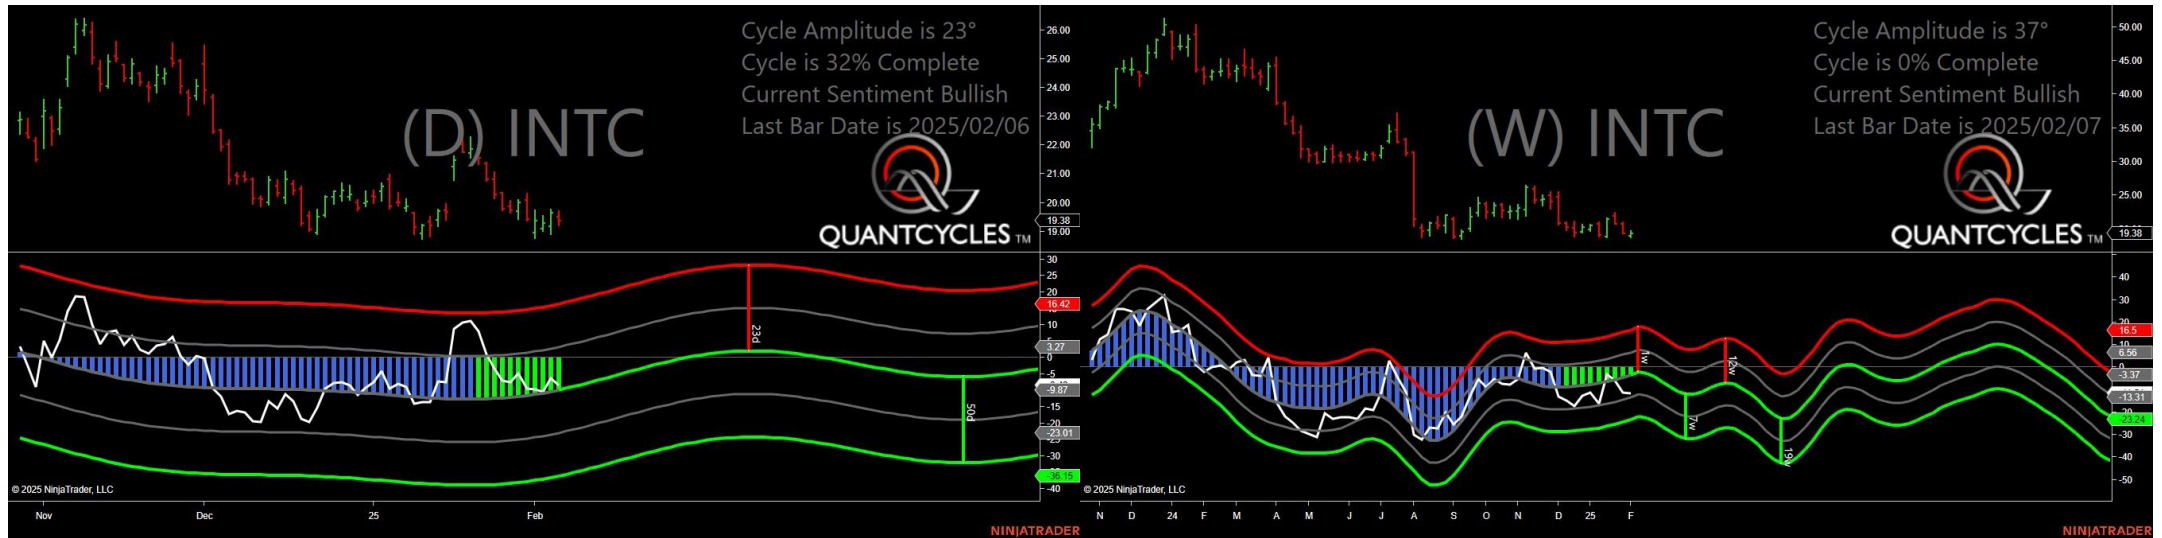 Cycle Amplitude is 23°
Cycle is 32% Complete
Current Sentiment Bullish
Last Bar Date is 2025/02/06
(D) INTC
QUANTCYCLES TM
26.00
25.00
24.00
23.00
22.00
21.00
20.00
19.38
19.00
30
25
20
16.42
10
5
3.27
0
-5
-9.87
-15
-20
-23.01
-30
-36.15
-40
23d
50d
© 2025 NinjaTrader, LLC
Nov Dec 25 Feb
NINJATRADER
Cycle Amplitude is 37°
Cycle is 0% Complete
Current Sentiment Bullish
Last Bar Date is 2025/02/07
(W) INTC
QUANTCYCLES TM
50.00
45.00
40.00
35.00
30.00
25.00
19.38
40
30
20
16.5
10
6.56
0
-3.37
-13.31
-23.24
-30
-40
-50
1w
7w
12w
19w
© 2025 NinjaTrader, LLC
N D 24 F M A M J J A S O N D 25 F
NINJATRADER